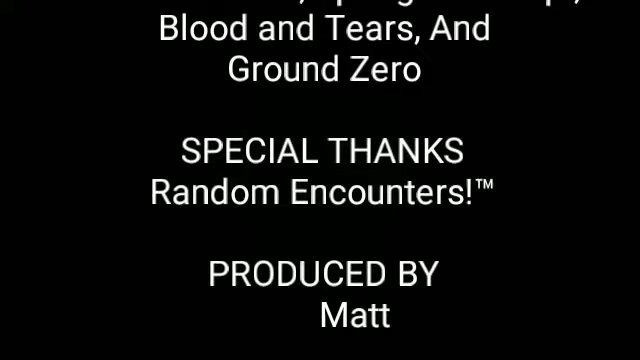 Blood and Tears, And
Ground Zero
SPECIAL THANKS
Random Encounters!™
PRODUCED BY
Matt